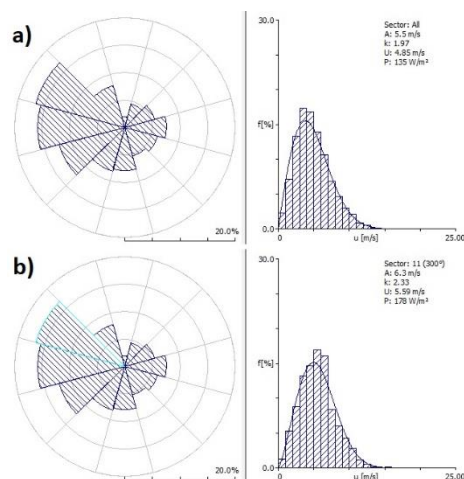 a)
20.0%
30.0
Sector: All
A: 5.5 m/s
k: 1.97
U: 4.85 m/s
P: 135 W/m²
f[%]
0.0
0
u [m/s]
25.00
b)
20.0%
30.0
Sector: 11 (300°)
A: 6.3 m/s
k: 2.33
U: 5.59 m/s
P: 178 W/m²
f[%]
0.0
0
u [m/s]
25.00